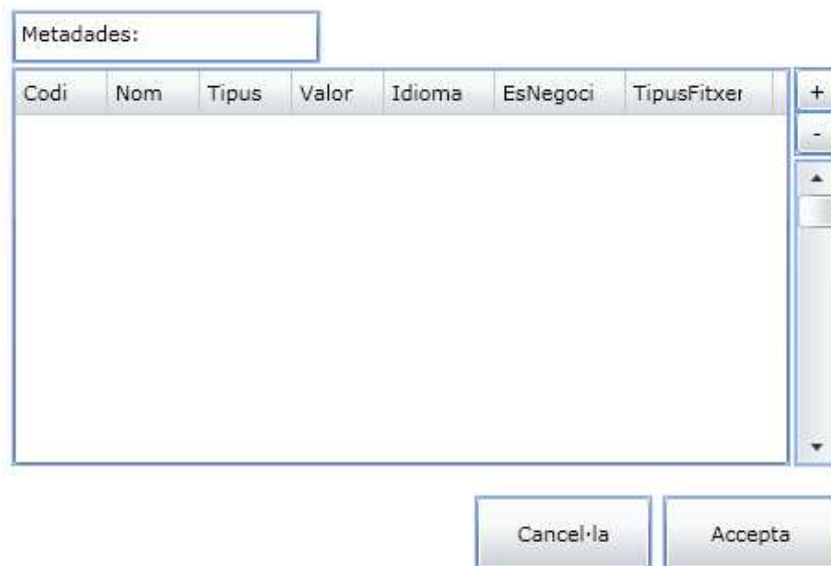 Metadades:
Codi Nom Tipus Valor Idioma EsNegoci TipusFitxer +
-
Cancel·la Accepta